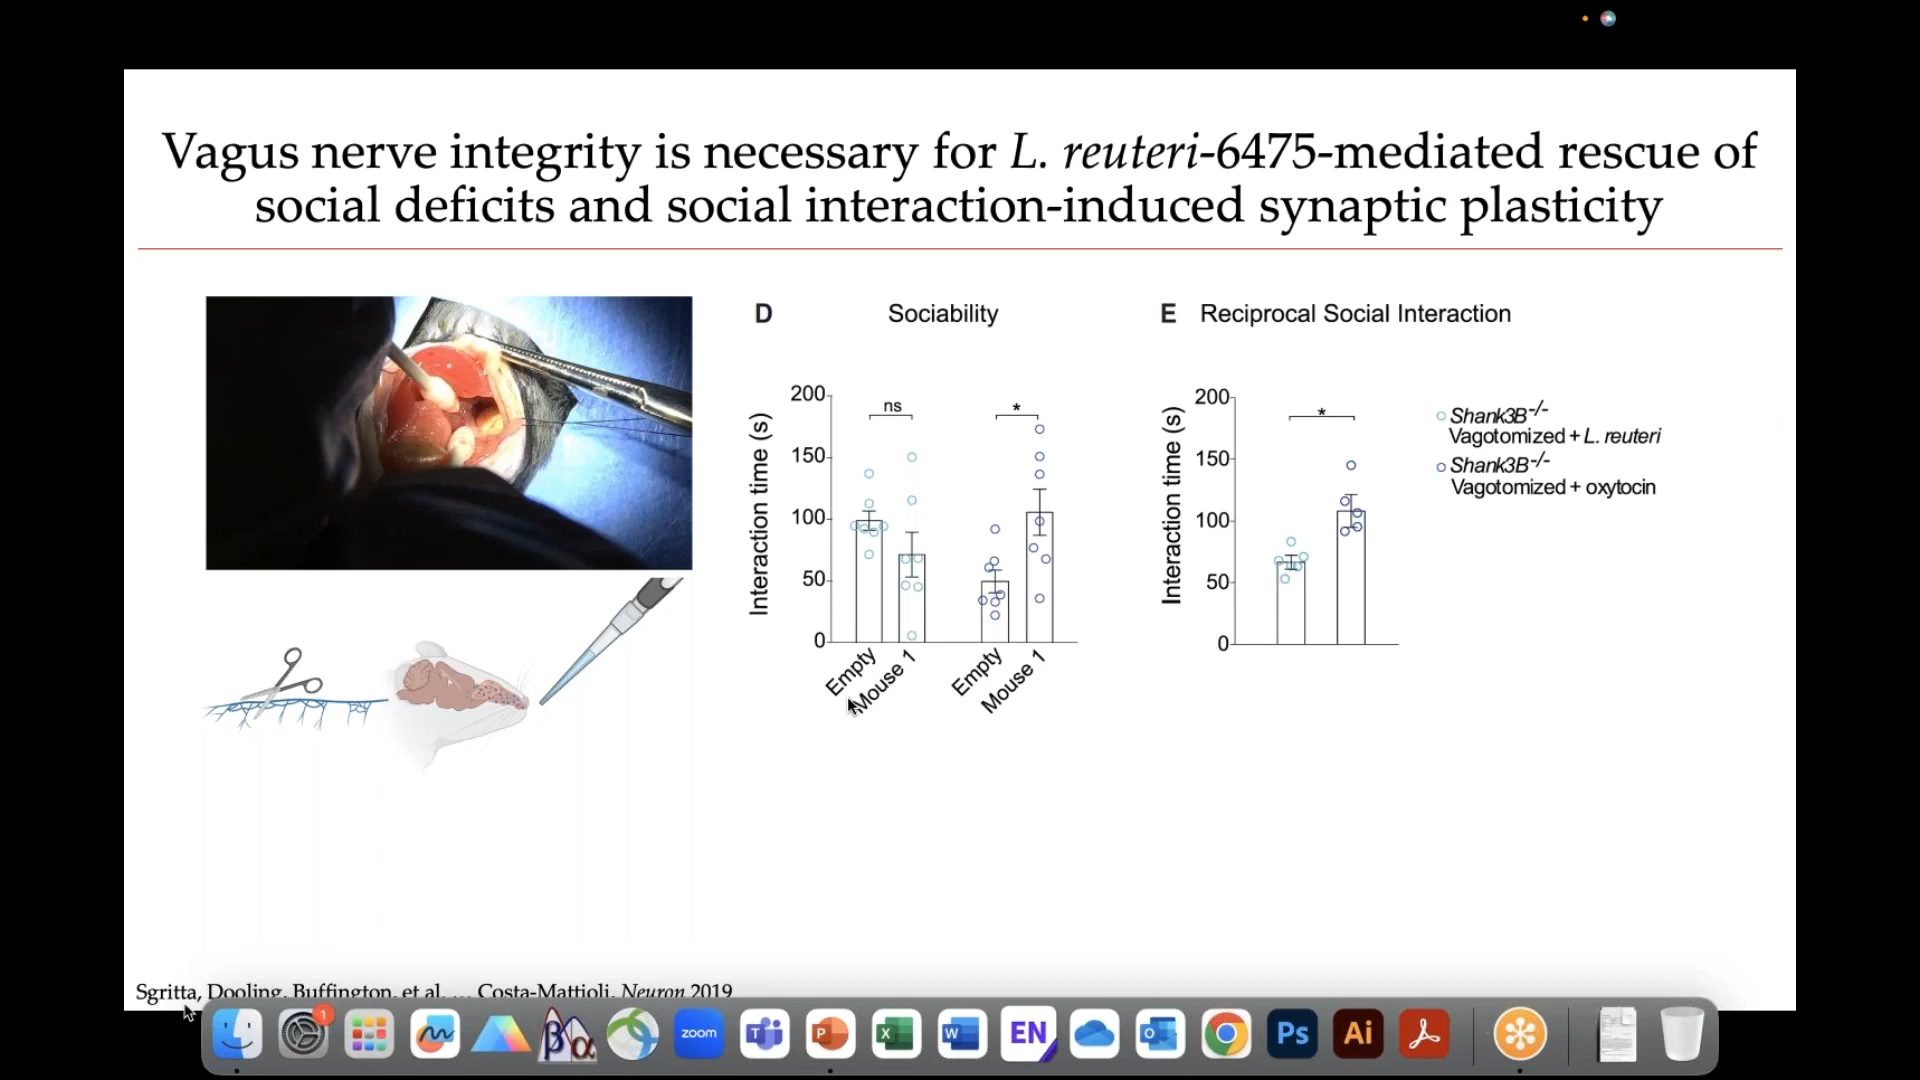 Vagus nerve integrity is necessary for L. reuteri-6475-mediated rescue of
social deficits and social interaction-induced synaptic plasticity
D Sociability
200
150
100
50
0
Interaction time (s)
ns
*
Empty
Mouse 1
Empty
Mouse 1
E Reciprocal Social Interaction
200
150
100
50
0
Interaction time (s)
*
Shank3B-/-
Vagotomized + L. reuteri
Shank3B-/-
Vagotomized + oxytocin
Sgritta, Dooling, Buffington, et al. ... Costa-Mattioli, Neuron 2019
1
β α
zoom
T
P
X
W
EN
O
Ps
Ai